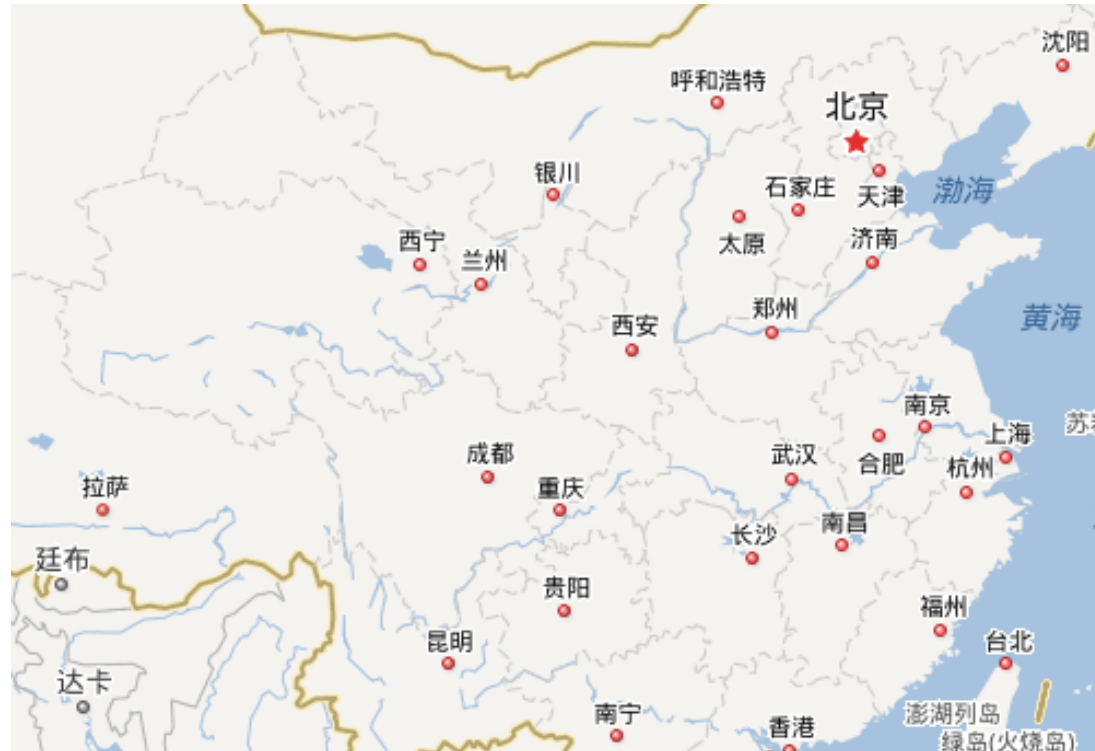 沈阳
呼和浩特
北京
银川
石家庄
天津
渤海
太原
济南
西宁
兰州
郑州
黄海
西安
南京
苏
上海
成都
武汉
合肥
杭州
拉萨
重庆
长沙
南昌
廷布
贵阳
福州
昆明
台北
达卡
澎湖列岛
南宁
香港
绿岛(火烧岛)